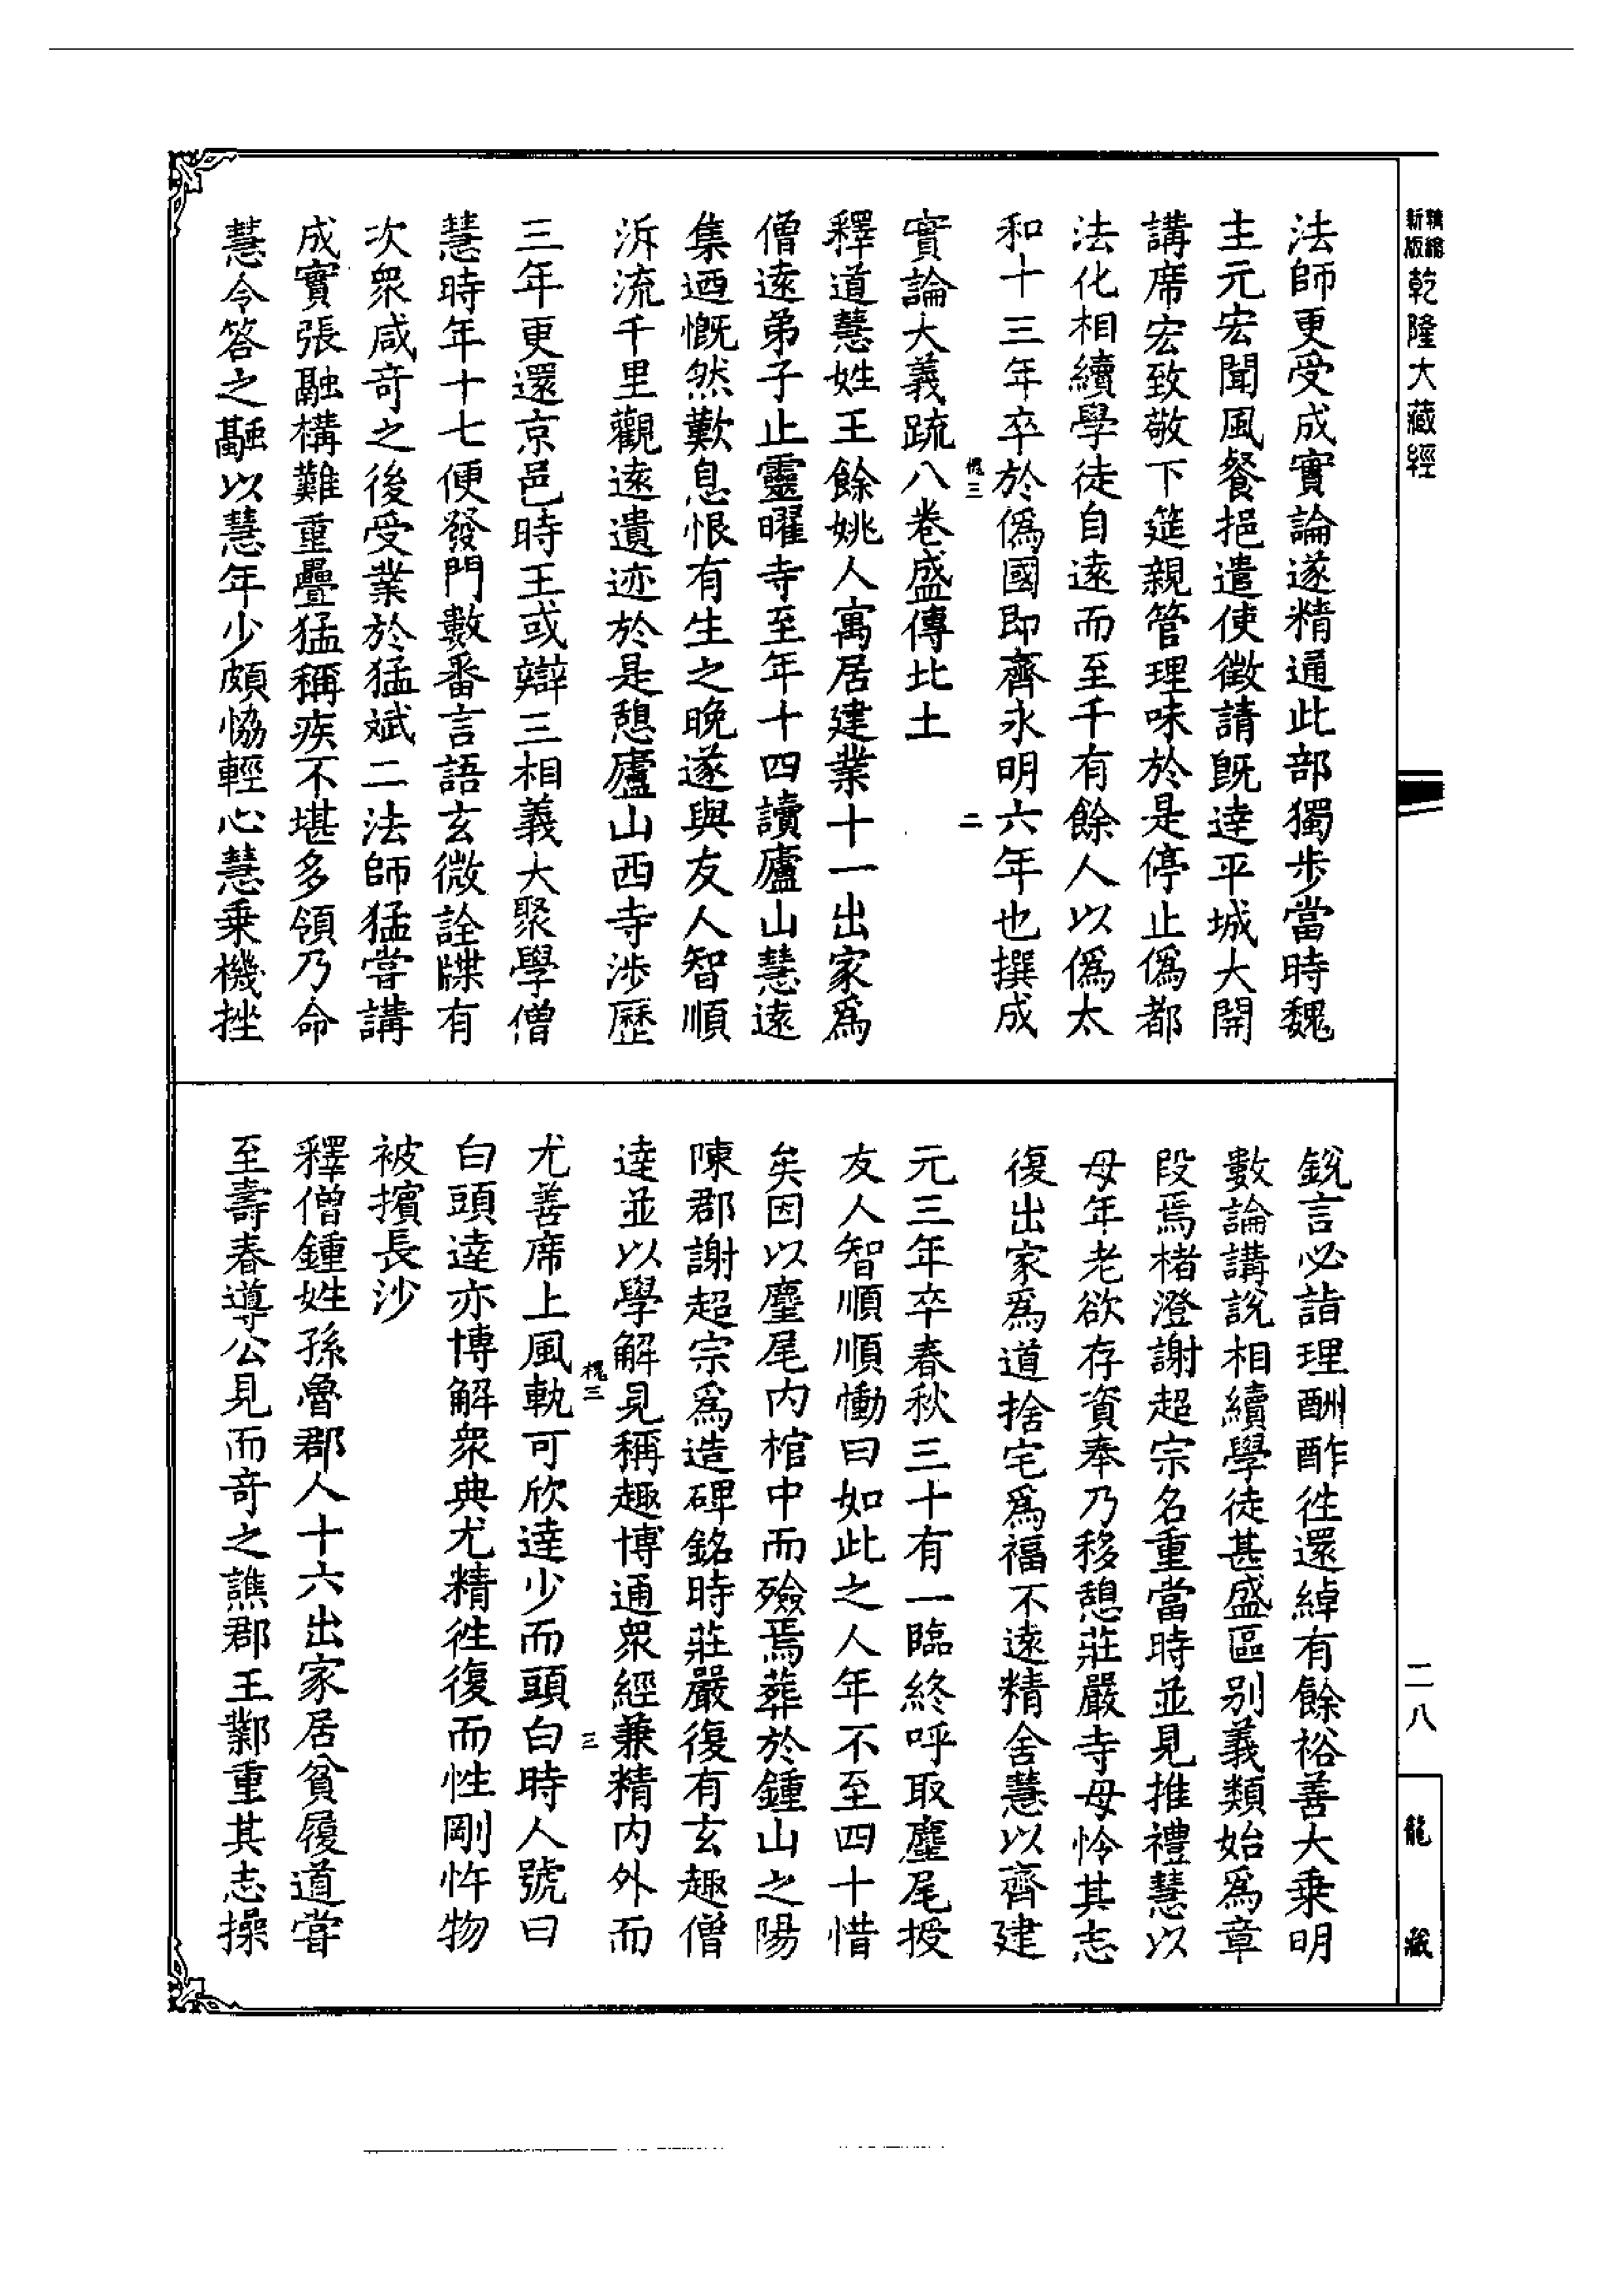 精縮新版乾隆大藏經
法師更受成實論遂精通此部獨步當時魏
主元宏聞風餐挹遣使徵請旣達平城大開
講席宏致敬下筵親管理味於是停止僞都
法化相續學徒自遠而至千有餘人以僞太
和十三年卒於僞國即齊永明六年也撰成
槐三 二
實論大義疏八卷盛傳北土
釋道慧姓王餘姚人寓居建業十一出家爲
僧遠弟子止靈曜寺至年十四讀廬山慧遠
集迺慨然歎息恨有生之晚遂與友人智順
泝流千里觀遠遺迹於是憩廬山西寺涉歷
三年更還京邑時王或辯三相義大聚學僧
慧時年十七便發門數番言語玄微詮牒有
次衆咸奇之後受業於猛斌二法師猛嘗講
成實張融構難重疊猛稱疾不堪多領乃命
慧令答之融以慧年少頗恊輕心慧乗機挫
銳言必詣理酬酢徃還綽有餘裕善大乗明
數論講說相續學徒甚盛區别義類始爲章
段焉楮澄謝超宗名重當時並見推禮慧以
母年老欲存資奉乃移憩莊嚴寺母怜其志
復出家爲道捨宅爲福不遠精舍慧以齊建
元三年卒春秋三十有一臨終呼取麈尾授
友人智順順慟曰如此之人年不至四十惜
矣因以麈尾内棺中而殮焉葬於鍾山之陽
陳郡謝超宗爲造碑銘時莊嚴復有玄趣僧
達並以學解見稱趣博通衆經兼精内外而
槐三 三
尤善席上風軌可欣達少而頭白時人號曰
白頭達亦博解衆典尤精徃復而性剛忤物
被擯長沙
釋僧鍾姓孫魯郡人十六出家居貧履道嘗
至壽春導公見而奇之譙郡王鄴重其志操
二八
龍藏